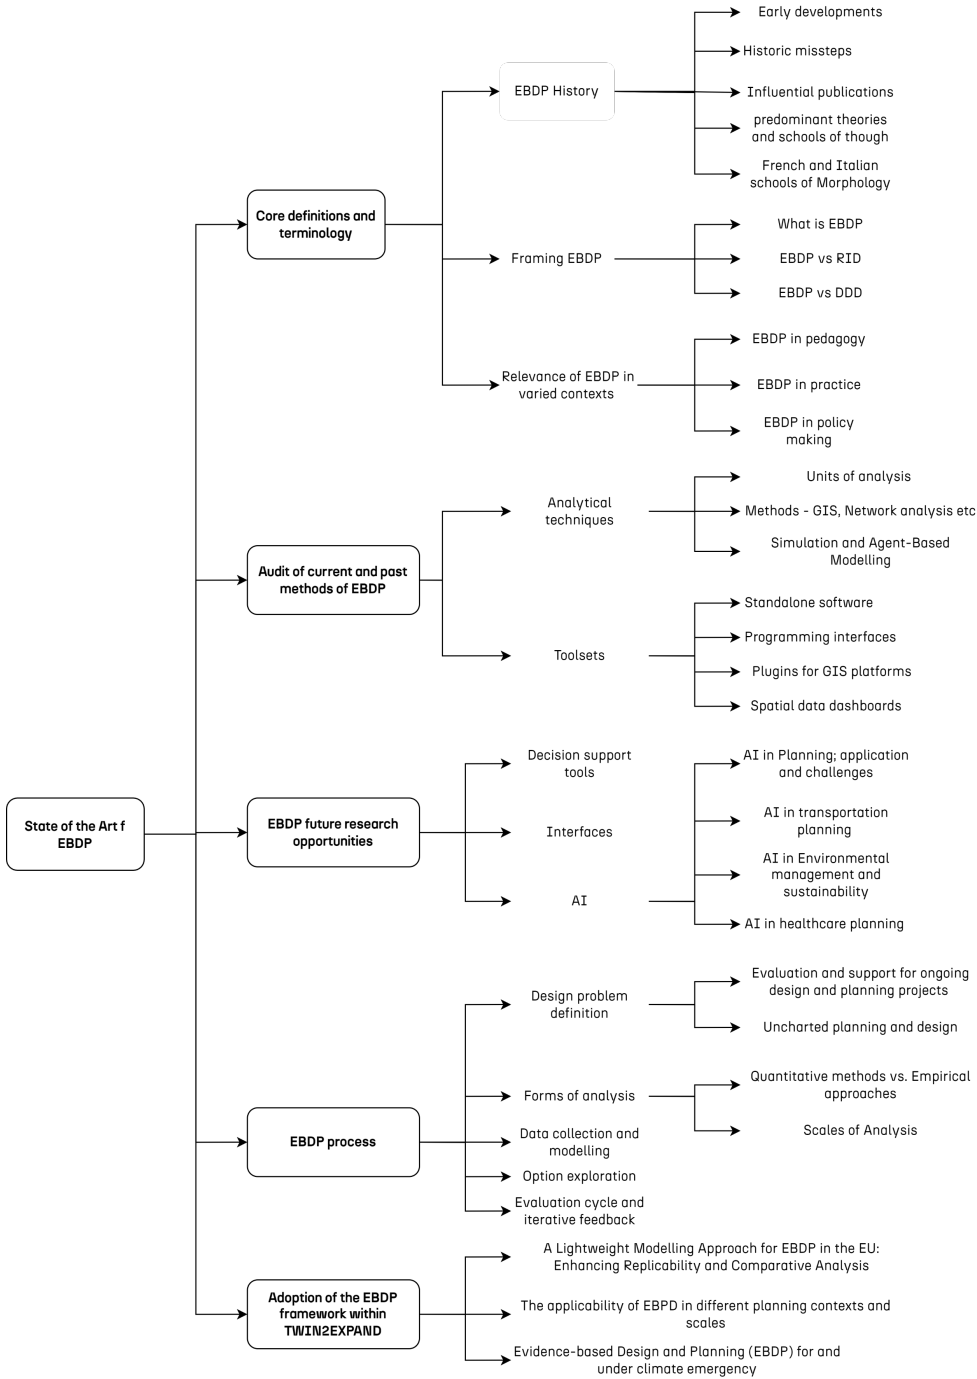 State of the Art f
EBDP
Core definitions and
terminology
EBDP History
Early developments
Historic missteps
Influential publications
predominant theories
and schools of though
French and Italian
schools of Morphology
Framing EBDP
What is EBDP
EBDP vs RID
EBDP vs DDD
Relevance of EBDP in
varied contexts
EBDP in pedagogy
EBDP in practice
EBDP in policy
making
Audit of current and past
methods of EBDP
Analytical
techniques
Units of analysis
Methods - GIS, Network analysis etc
Simulation and Agent-Based
Modelling
Toolsets
Standalone software
Programming interfaces
Plugins for GIS platforms
Spatial data dashboards
EBDP future research
opportunities
Decision support
tools
Interfaces
AI
AI in Planning; application
and challenges
AI in transportation
planning
AI in Environmental
management and
sustainability
AI in healthcare planning
EBDP process
Design problem
definition
Evaluation and support for ongoing
design and planning projects
Uncharted planning and design
Forms of analysis
Quantitative methods vs. Empirical
approaches
Scales of Analysis
Data collection and
modelling
Option exploration
Evaluation cycle and
iterative feedback
Adoption of the EBDP
framework within
TWIN2EXPAND
A Lightweight Modelling Approach for EBDP in the EU:
Enhancing Replicability and Comparative Analysis
The applicability of EBPD in different planning contexts and
scales
Evidence-based Design and Planning (EBDP) for and
under climate emergency